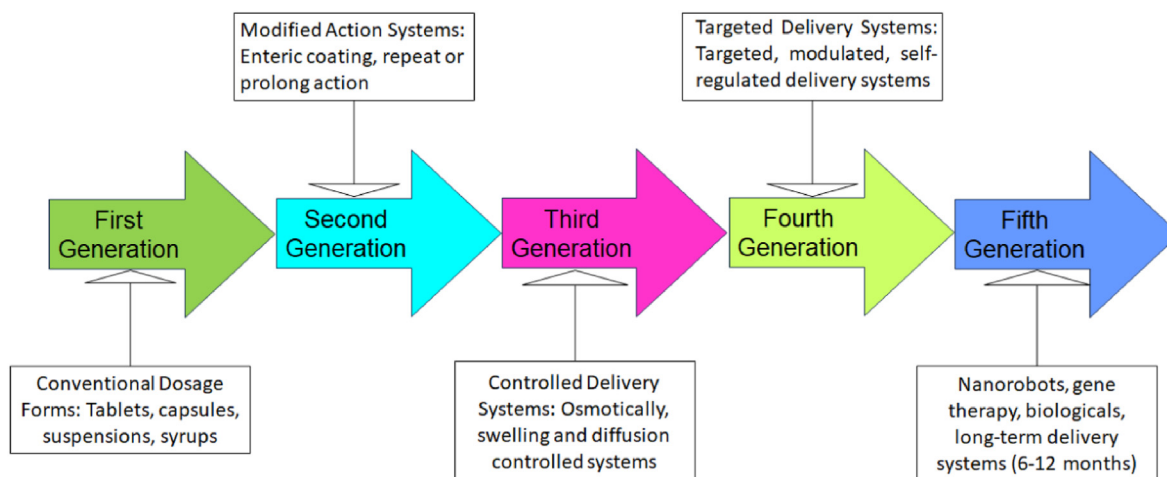 Modified Action Systems:
Enteric coating, repeat or
prolong action
Targeted Delivery Systems:
Targeted, modulated, self-
regulated delivery systems
First
Generation
Second
Generation
Third
Generation
Fourth
Generation
Fifth
Generation
Conventional Dosage
Forms: Tablets, capsules,
suspensions, syrups
Controlled Delivery
Systems: Osmotically,
swelling and diffusion
controlled systems
Nanorobots, gene
therapy, biologicals,
long-term delivery
systems (6-12 months)